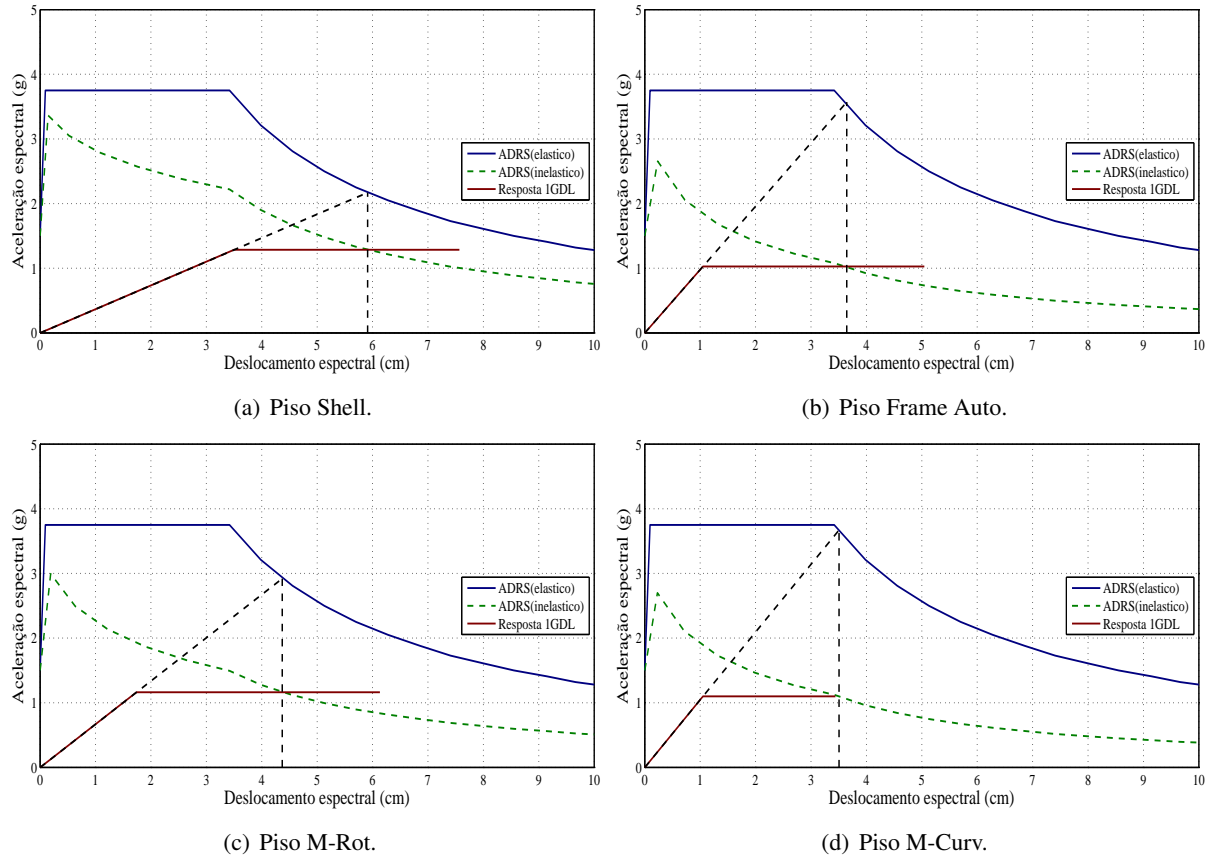 5
4
3
2
1
0
Aceleração espectral (g)
ADRS(elastico)
ADRS(inelastico)
Resposta 1GDL
0 1 2 3 4 5 6 7 8 9 10
Deslocamento espectral (cm)
(a) Piso Shell.
5
4
3
2
1
0
Aceleração espectral (g)
ADRS(elastico)
ADRS(inelastico)
Resposta 1GDL
0 1 2 3 4 5 6 7 8 9 10
Deslocamento espectral (cm)
(b) Piso Frame Auto.
5
4
3
2
1
0
Aceleração espectral (g)
ADRS(elastico)
ADRS(inelastico)
Resposta 1GDL
0 1 2 3 4 5 6 7 8 9 10
Deslocamento espectral (cm)
(c) Piso M-Rot.
5
4
3
2
1
0
Aceleração espectral (g)
ADRS(elastico)
ADRS(inelastico)
Resposta 1GDL
0 1 2 3 4 5 6 7 8 9 10
Deslocamento espectral (cm)
(d) Piso M-Curv.